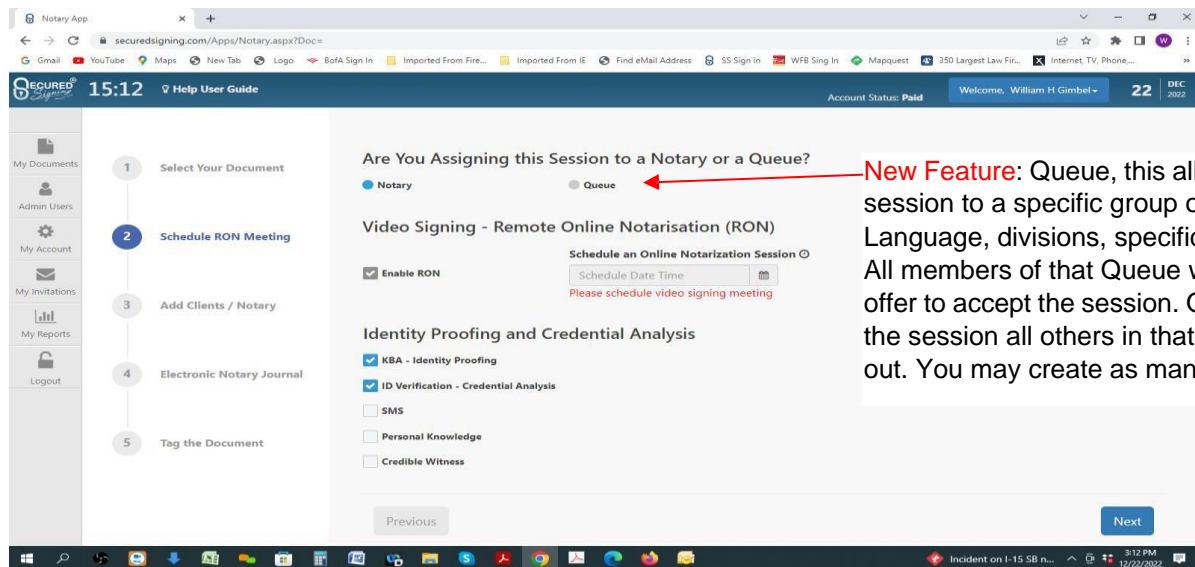 Notary App
securedsigning.com/Apps/Notary.aspx?Doc=
Gmail YouTube Maps New Tab Logo BofA Sign In Imported From Fire... Imported From IE Find eMail Address SS Sign in WFB Sing In Mapquest 350 Largest Law Fir... Internet, TV, Phone,...
SECURED Signing 15:12 Help User Guide Account Status: Paid Welcome, William H Gimbel 22 DEC 2022
My Documents
Admin Users
My Account
My Invitations
My Reports
Logout
1 Select Your Document
2 Schedule RON Meeting
3 Add Clients / Notary
4 Electronic Notary Journal
5 Tag the Document
Are You Assigning this Session to a Notary or a Queue?
Notary Queue
Video Signing - Remote Online Notarisation (RON)
Schedule an Online Notarization Session
Enable RON Schedule Date Time
Please schedule video signing meeting
Identity Proofing and Credential Analysis
KBA - Identity Proofing
ID Verification - Credential Analysis
SMS
Personal Knowledge
Credible Witness
Previous Next
New Feature: Queue, this
session to a specific group
Language, divisions,
All members of that Queue
offer to accept the session.
the session all others in that
out. You may create as
Incident on I-15 SB n... 3:12 PM
12/22/2022